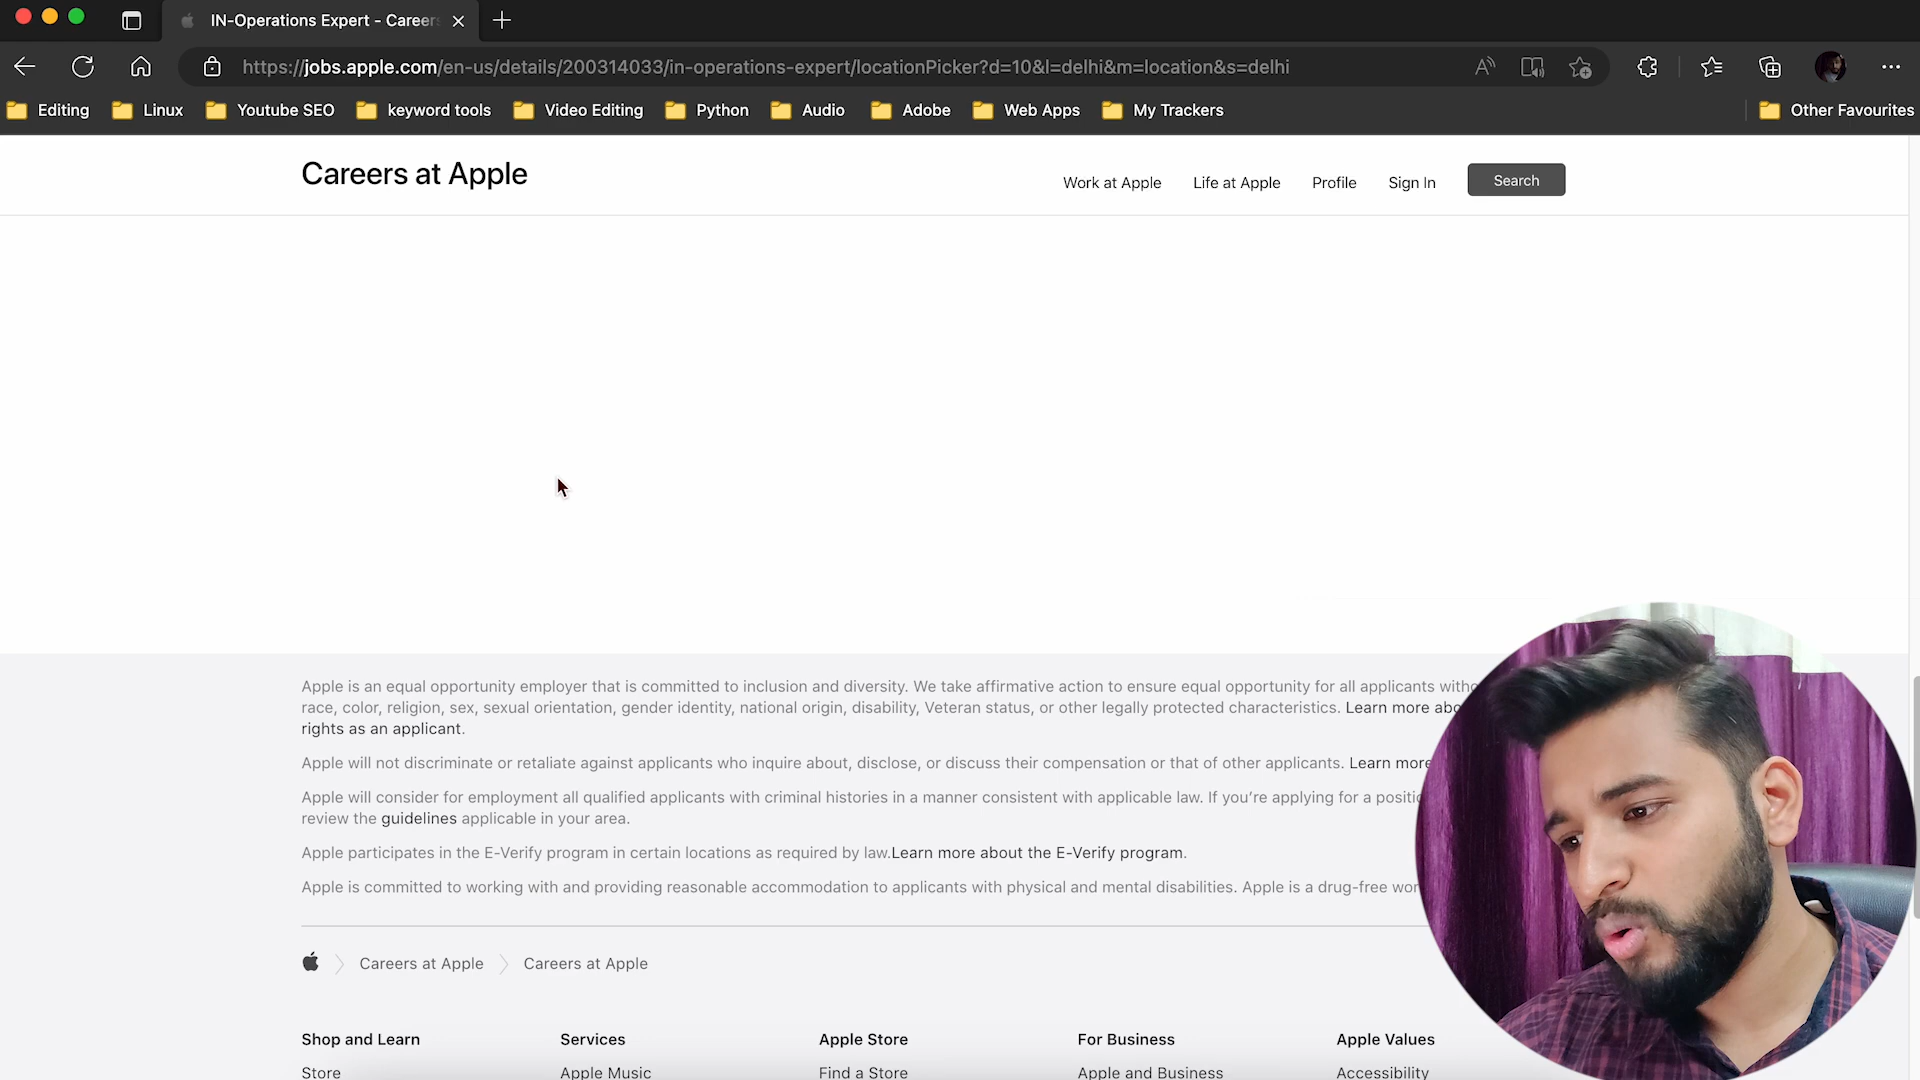 IN-Operations Expert - Careers
https://jobs.apple.com/en-us/details/200314033/in-operations-expert/locationPicker?d=10&l=delhi&m=location&s=delhi
Editing Linux Youtube SEO keyword tools Video Editing Python Audio Adobe Web Apps My Trackers Other Favourites
Careers at Apple
Work at Apple Life at Apple Profile Sign In Search
Apple is an equal opportunity employer that is committed to inclusion and diversity. We take affirmative action to ensure equal opportunity for all applicants
race, color, religion, sex, sexual orientation, gender identity, national origin, disability, Veteran status, or other legally protected characteristics. Learn more
rights as an applicant.
Apple will not discriminate or retaliate against applicants who inquire about, disclose, or discuss their compensation or that of other applicants. Learn more
Apple will consider for employment all qualified applicants with criminal histories in a manner consistent with applicable law. If you're applying for a
review the guidelines applicable in your area.
Apple participates in the E-Verify program in certain locations as required by law.Learn more about the E-Verify program.
Apple is committed to working with and providing reasonable accommodation to applicants with physical and mental disabilities. Apple is a drug-free
Careers at Apple Careers at Apple
Shop and Learn Services Apple Store For Business Apple Values
Store Apple Music Find a Store Apple and Business Accessibility